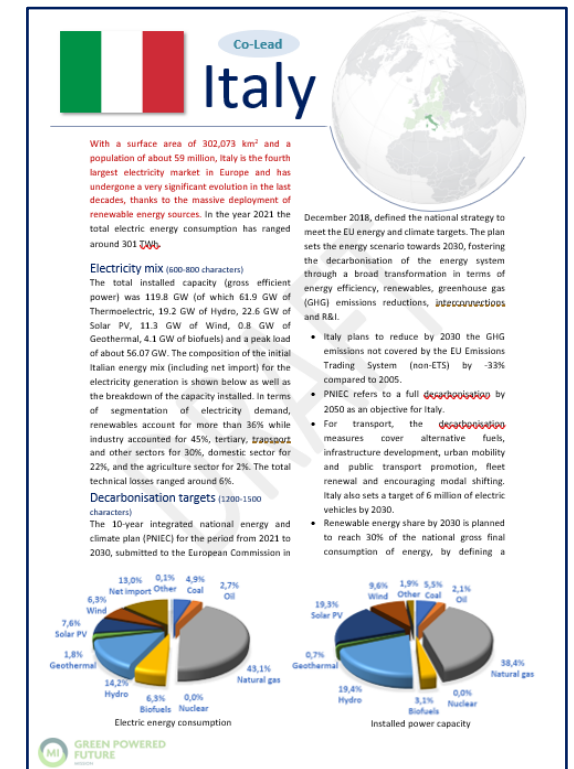 Co-Lead
Italy
With a surface area of 302,073 km² and a
population of about 59 million, Italy is the fourth
largest electricity market in Europe and has
undergone a very significant evolution in the last
decades, thanks to the massive deployment of
renewable energy sources. In the year 2021 the
total electric energy consumption has ranged
around 301 TWh.
Electricity mix (600-800 characters)
The total installed capacity (gross efficient
power) was 119.8 GW (of which 61.9 GW of
Thermoelectric, 19.2 GW of Hydro, 22.6 GW of
Solar PV, 11.3 GW of Wind, 0.8 GW of
Geothermal, 4.1 GW of biofuels) and a peak load
of about 56.07 GW. The composition of the initial
Italian energy mix (including net import) for the
electricity generation is shown below as well as
the breakdown of the capacity installed. In terms
of segmentation of electricity demand,
renewables account for more than 36% while
industry accounted for 45%, tertiary, transport
and other sectors for 30%, domestic sector for
22%, and the agriculture sector for 2%. The total
technical losses ranged around 6%.
Decarbonisation targets (1200-1500
characters)
The 10-year integrated national energy and
climate plan (PNIEC) for the period from 2021 to
2030, submitted to the European Commission in
December 2018, defined the national strategy to
meet the EU energy and climate targets. The plan
sets the energy scenario towards 2030, fostering
the decarbonisation of the energy system
through a broad transformation in terms of
energy efficiency, renewables, greenhouse gas
(GHG) emissions reductions, interconnections
and R&I.
• Italy plans to reduce by 2030 the GHG
emissions not covered by the EU Emissions
Trading System (non-ETS) by -33%
compared to 2005.
• PNIEC refers to a full decarbonisation by
2050 as an objective for Italy.
• For transport, the decarbonisation
measures cover alternative fuels,
infrastructure development, urban mobility
and public transport promotion, fleet
renewal and encouraging modal shifting.
Italy also sets a target of 6 million of electric
vehicles by 2030.
• Renewable energy share by 2030 is planned
to reach 30% of the national gross final
consumption of energy, by defining a
DRAFT
13,0%
Net import
0,1%
Other
4,9%
Coal
2,7%
Oil
6,3%
Wind
7,6%
Solar PV
1,8%
Geothermal
14,2%
Hydro
6,3%
Biofuels
0,0%
Nuclear
43,1%
Natural gas
Electric energy consumption
9,6%
Wind
1,9%
Other
5,5%
Coal
2,1%
Oil
19,3%
Solar PV
0,7%
Geothermal
19,4%
Hydro
3,1%
Biofuels
0,0%
Nuclear
38,4%
Natural gas
Installed power capacity
MI
GREEN POWERED
FUTURE
MISSION